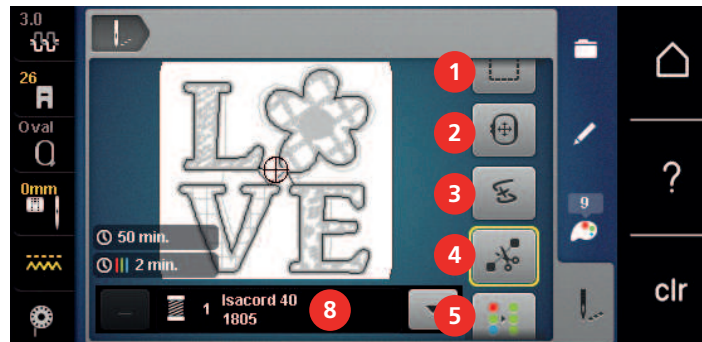 3.0
26
Oval
0mm
LOVE
50 min.
2 min.
1 Isacord 40
1805
1
2
3
4
5
8
9
?
clr